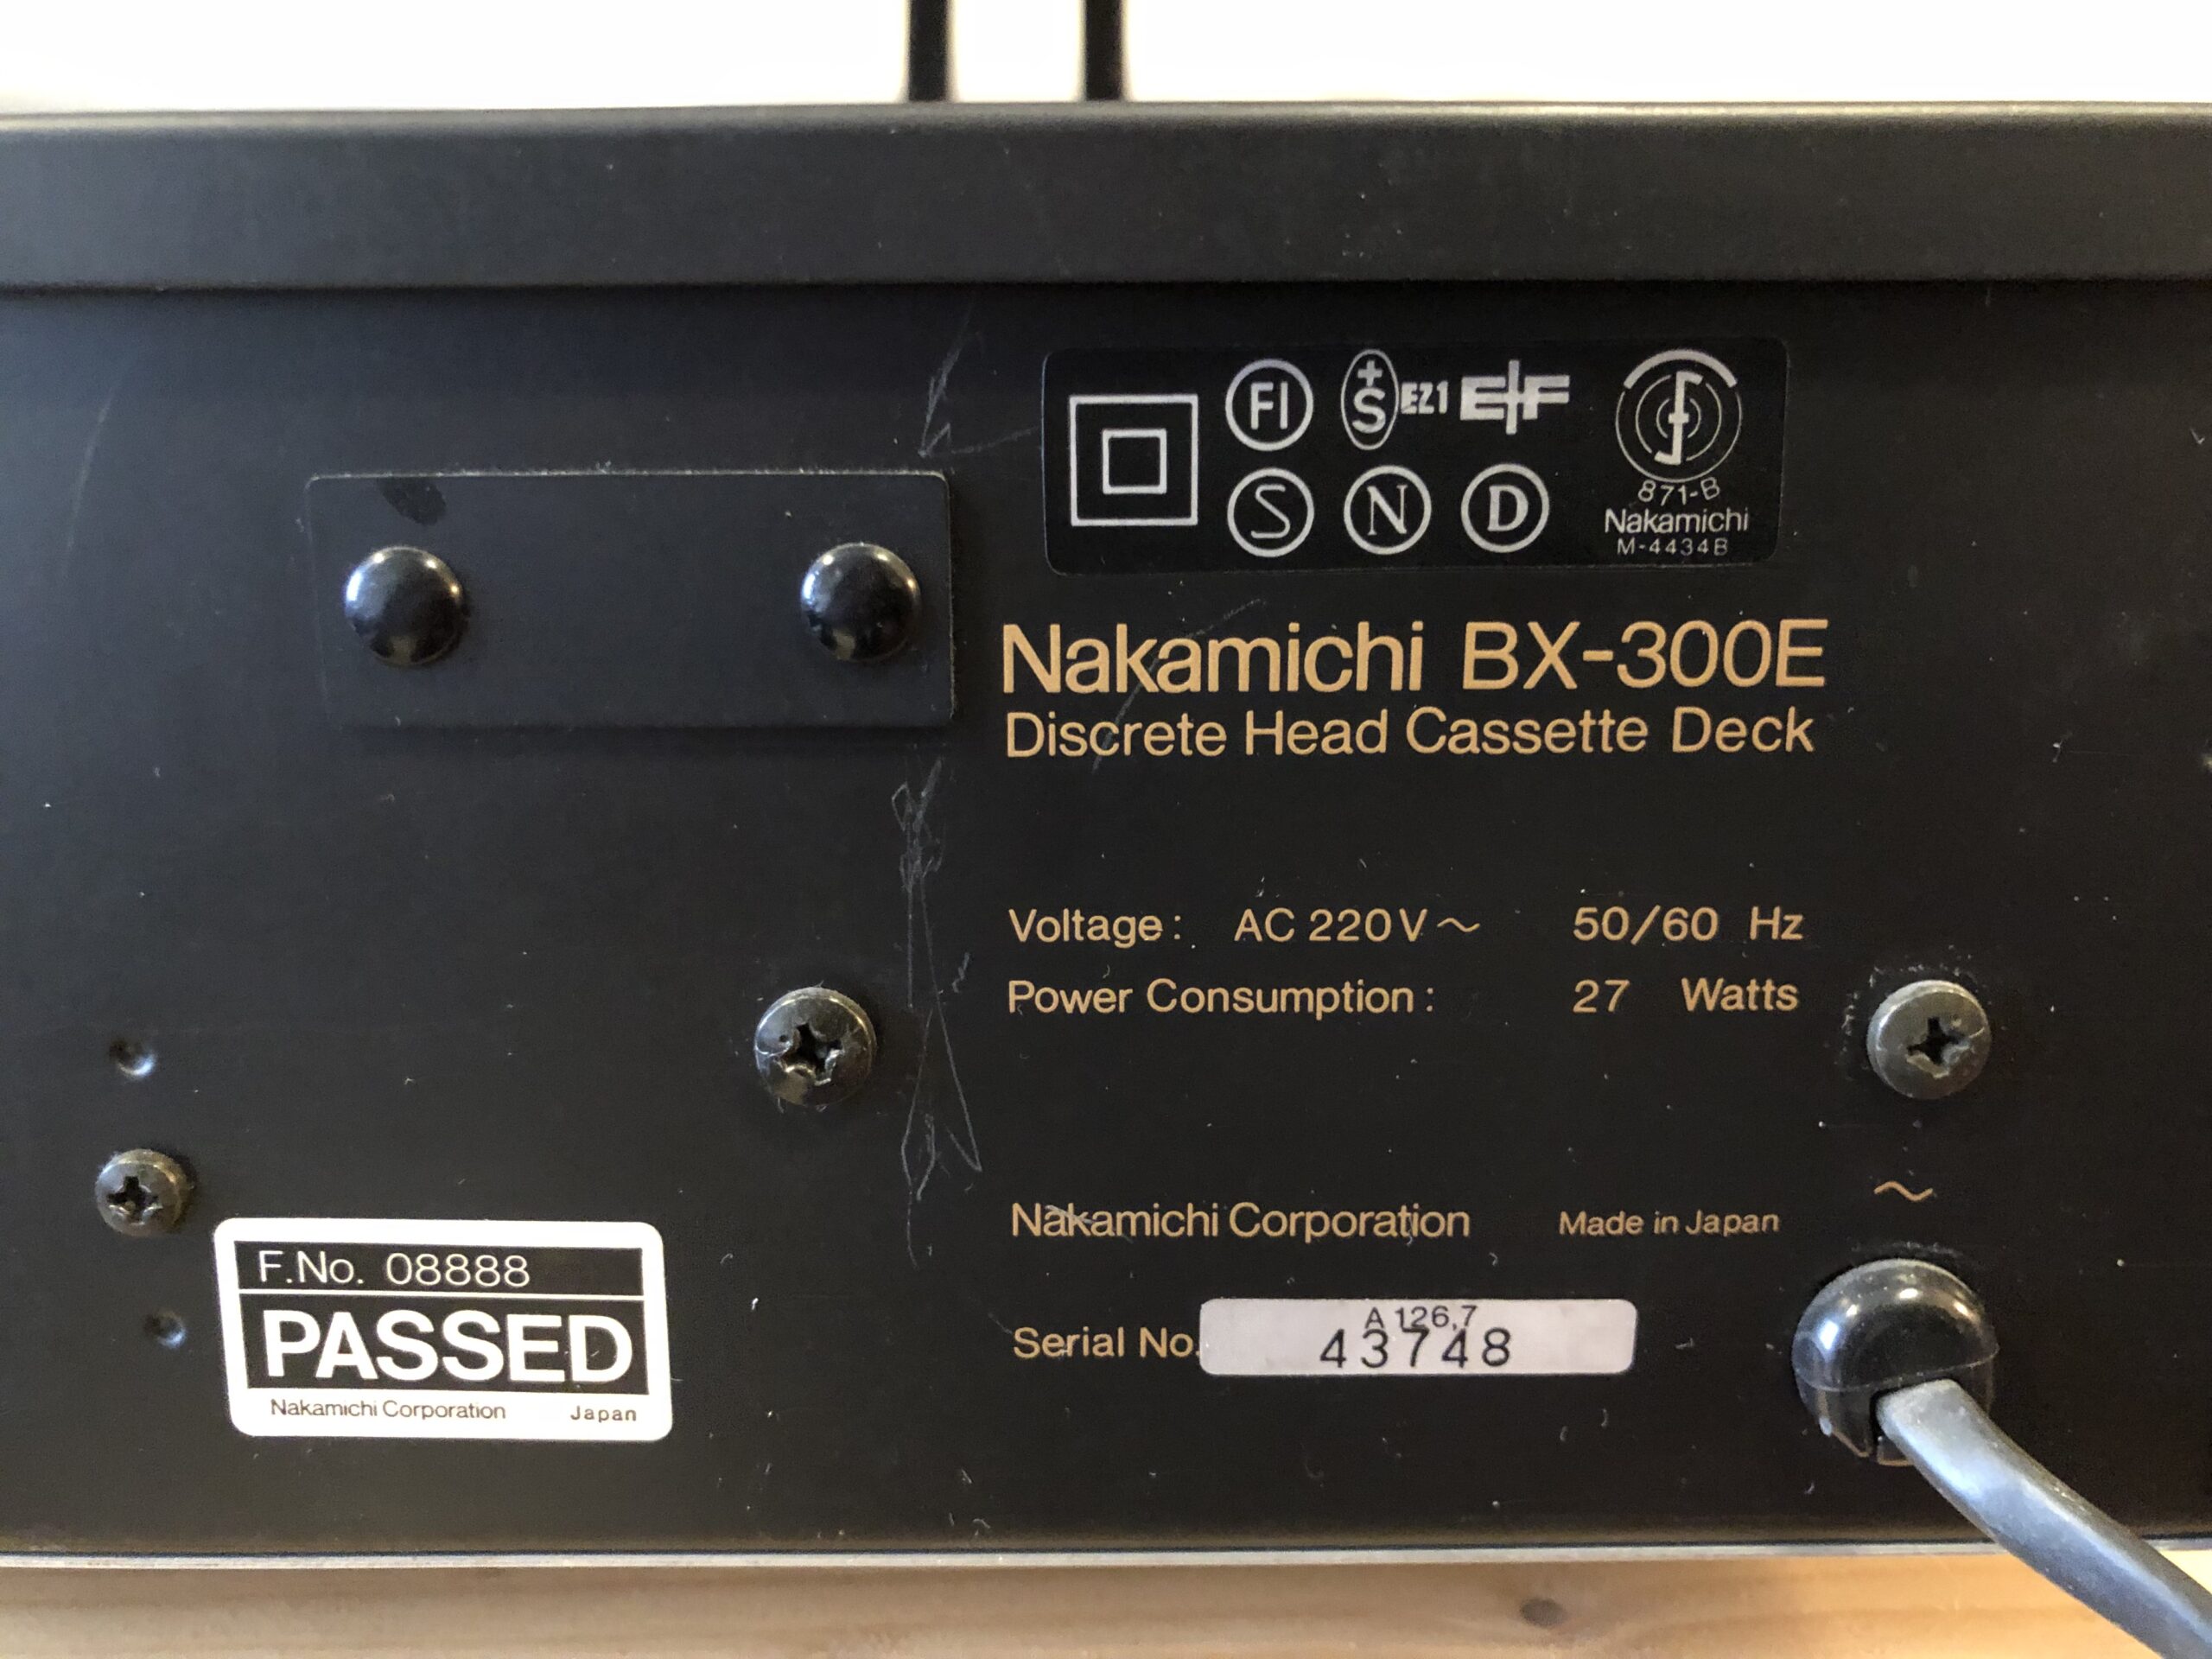 FI
+S EZ1 E+F
S N D
871-B
Nakamichi
M-4434B
Nakamichi BX-300E
Discrete Head Cassette Deck
Voltage: AC 220V~ 50/60 Hz
Power Consumption: 27 Watts
~
Nakamichi Corporation Made in Japan
Serial No. A 126,7
43748
F.No. 08888
PASSED
Nakamichi Corporation Japan